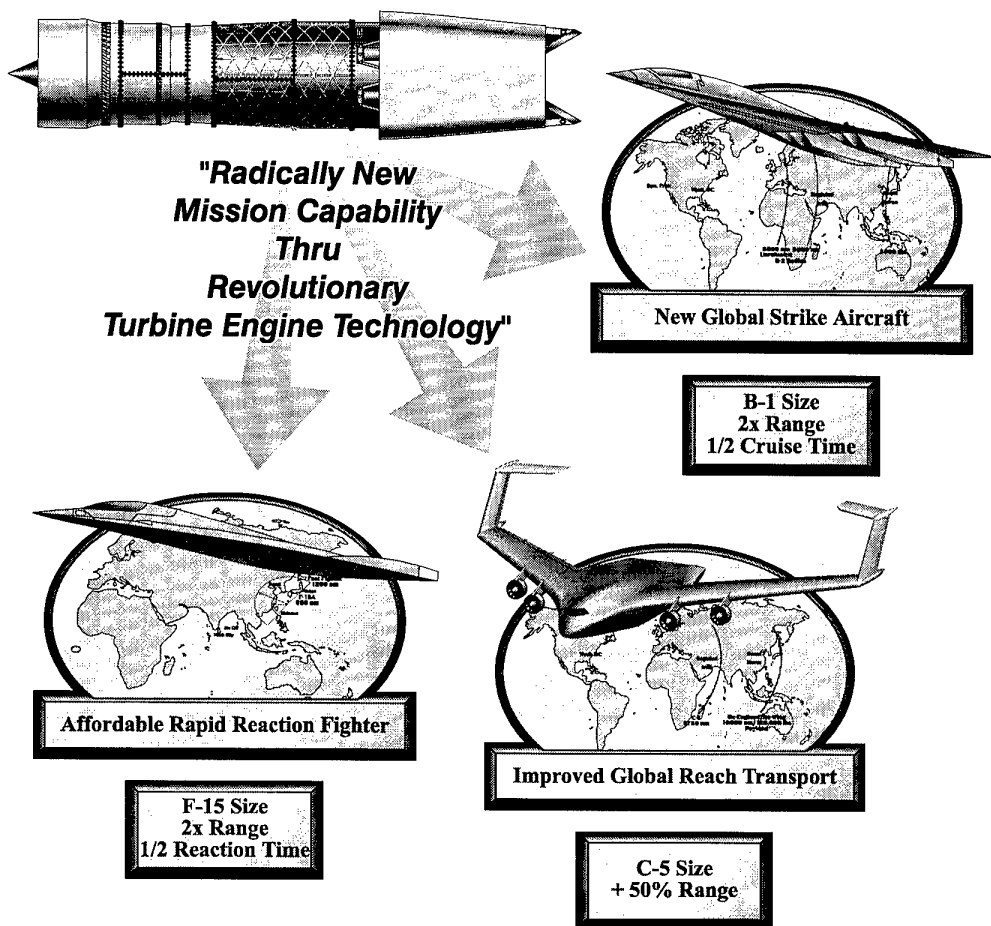 "Radically New
Mission Capability
Thru
Revolutionary
Turbine Engine Technology"
New Global Strike Aircraft
B-1 Size
2x Range
1/2 Cruise Time
Affordable Rapid Reaction Fighter
F-15 Size
2x Range
1/2 Reaction Time
Improved Global Reach Transport
C-5 Size
+ 50% Range